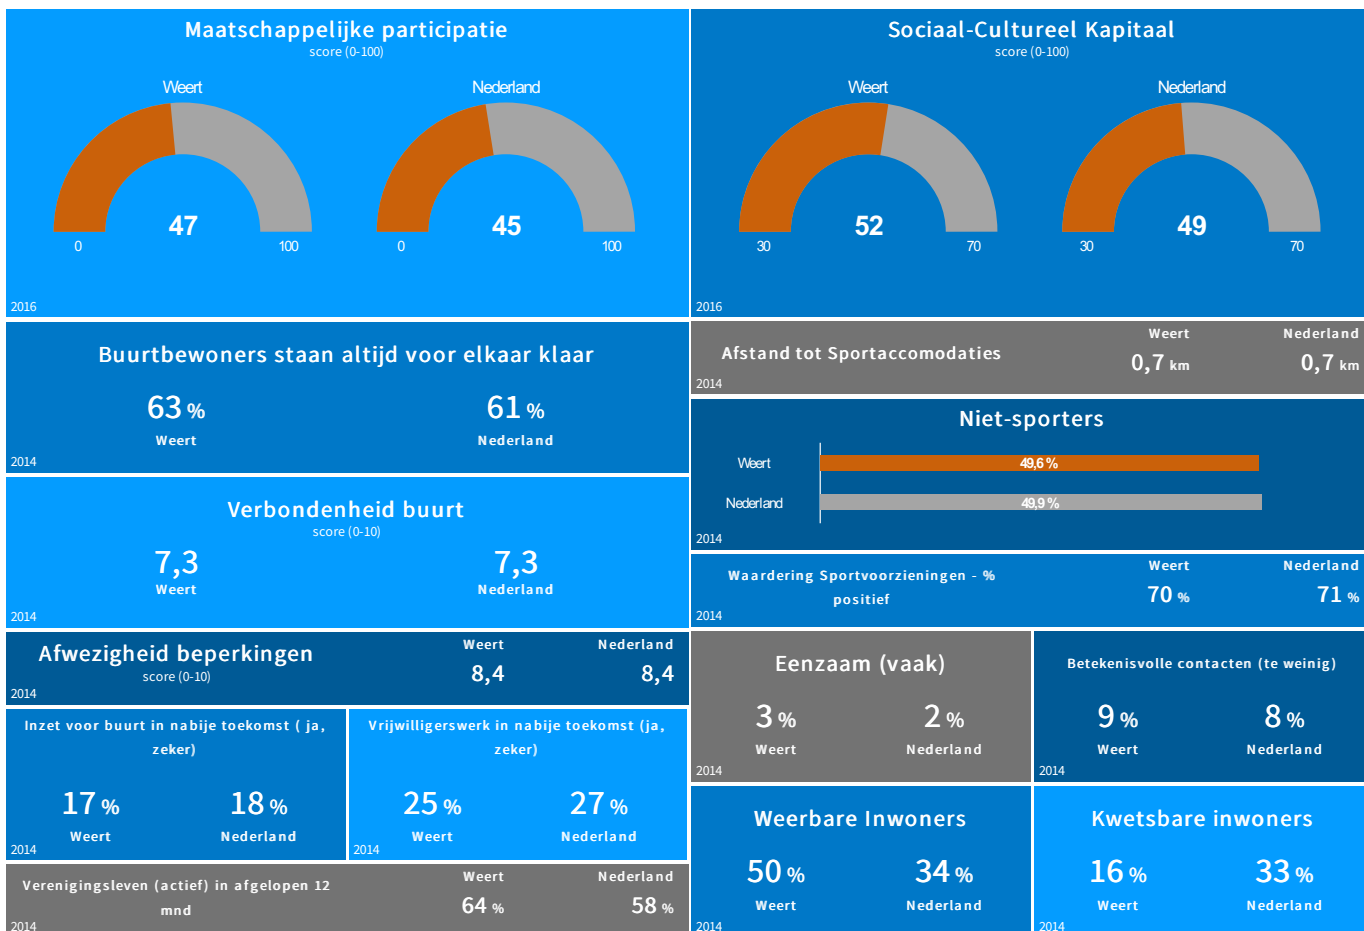 Maatschappelijke participatie
score (0-100)
Weert
Nederland
47
45
0
100
0
100
2016
Sociaal-Cultureel Kapitaal
score (0-100)
Weert
Nederland
52
49
30
70
30
70
2016
Buurtbewoners staan altijd voor elkaar klaar
63 %
61 %
Weert
Nederland
2014
Afstand tot Sportaccomodaties
Weert
Nederland
0,7 km
0,7 km
2014
Niet-sporters
Weert
49,6 %
Nederland
49,9 %
2014
Verbondenheid buurt
score (0-10)
7,3
7,3
Weert
Nederland
2014
Waardering Sportvoorzieningen - %
positief
Weert
Nederland
70 %
71 %
2014
Afwezigheid beperkingen
score (0-10)
Weert
Nederland
8,4
8,4
2014
Eenzaam (vaak)
3 %
2 %
Weert
Nederland
2014
Betekenisvolle contacten (te weinig)
9 %
8 %
Weert
Nederland
2014
Inzet voor buurt in nabije toekomst ( ja,
zeker)
17 %
18 %
Weert
Nederland
2014
Vrijwilligerswerk in nabije toekomst (ja,
zeker)
25 %
27 %
Weert
Nederland
2014
Weerbare Inwoners
50 %
34 %
Weert
Nederland
2014
Kwetsbare inwoners
16 %
33 %
Weert
Nederland
2014
Verenigingsleven (actief) in afgelopen 12
mnd
Weert
Nederland
64 %
58 %
2014